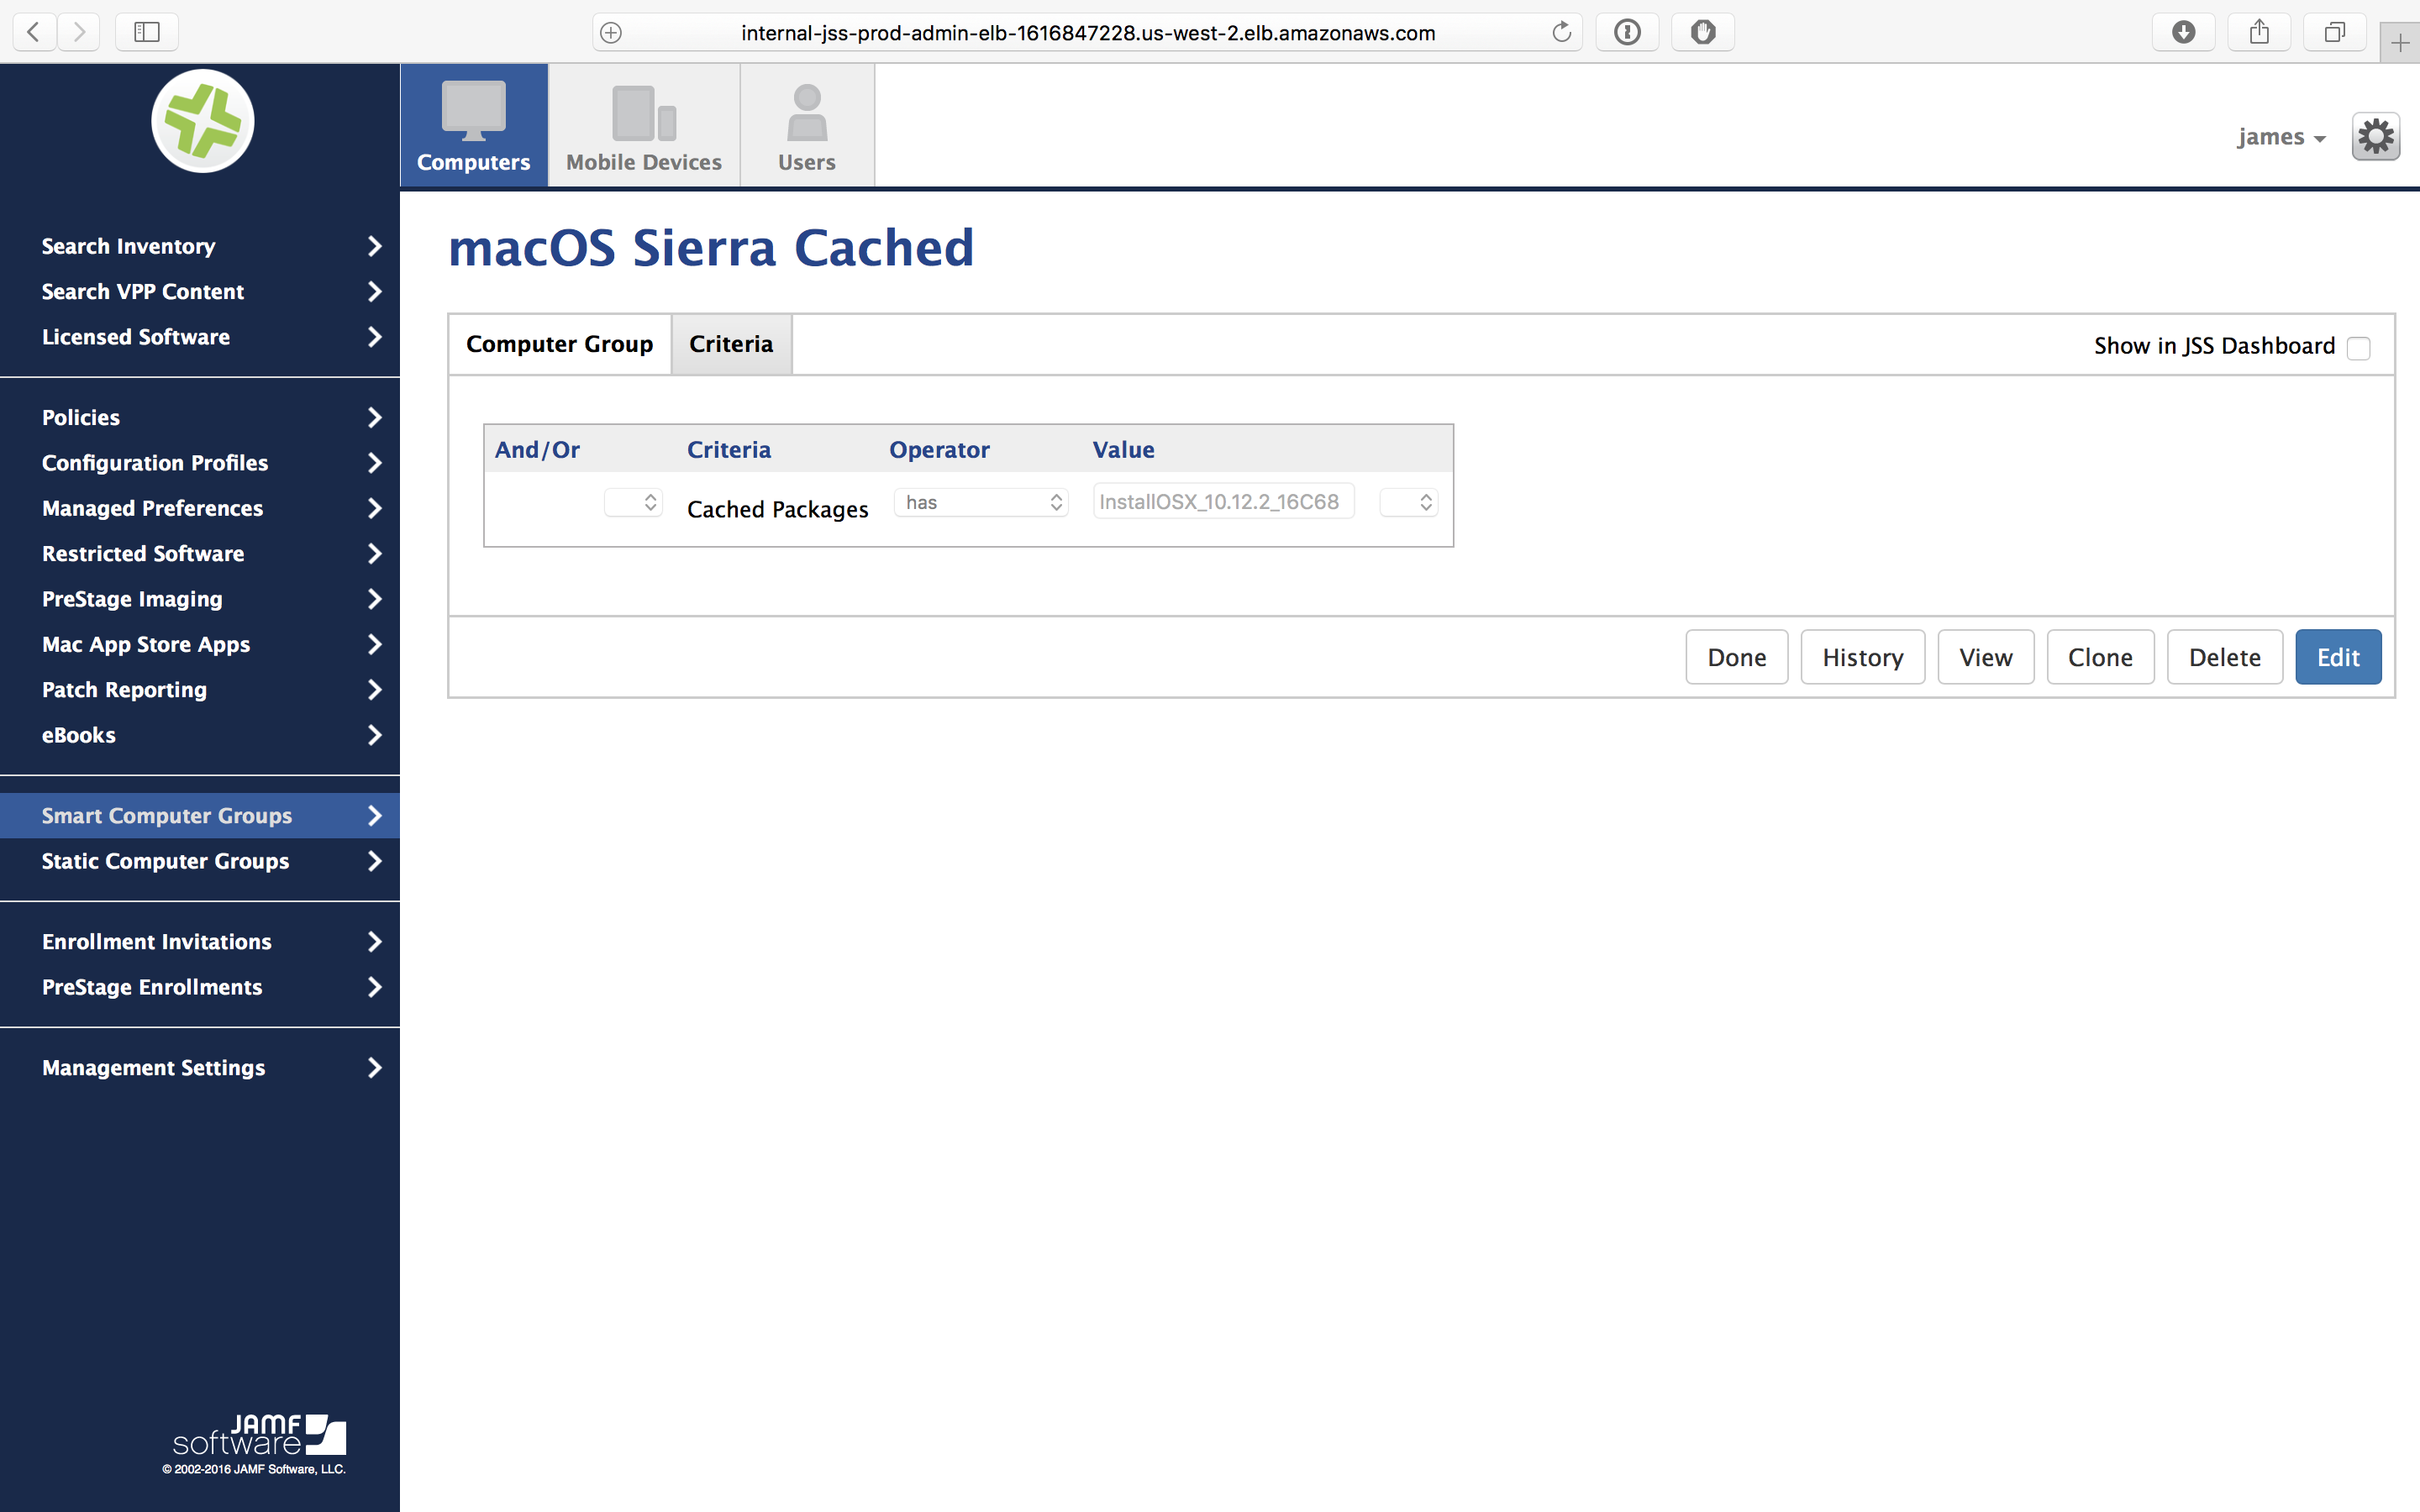 internal-jss-prod-admin-elb-1616847228.us-west-2.elb.amazonaws.com
Computers
Mobile Devices
Users
james
Search Inventory
Search VPP Content
Licensed Software
Policies
Configuration Profiles
Managed Preferences
Restricted Software
PreStage Imaging
Mac App Store Apps
Patch Reporting
eBooks
Smart Computer Groups
Static Computer Groups
Enrollment Invitations
PreStage Enrollments
Management Settings
JAMF
software
© 2002-2016 JAMF Software, LLC.
macOS Sierra Cached
Computer Group Criteria Show in JSS Dashboard
And/Or Criteria Operator Value
Cached Packages has InstallOSX_10.12.2_16C68
Done History View Clone Delete Edit